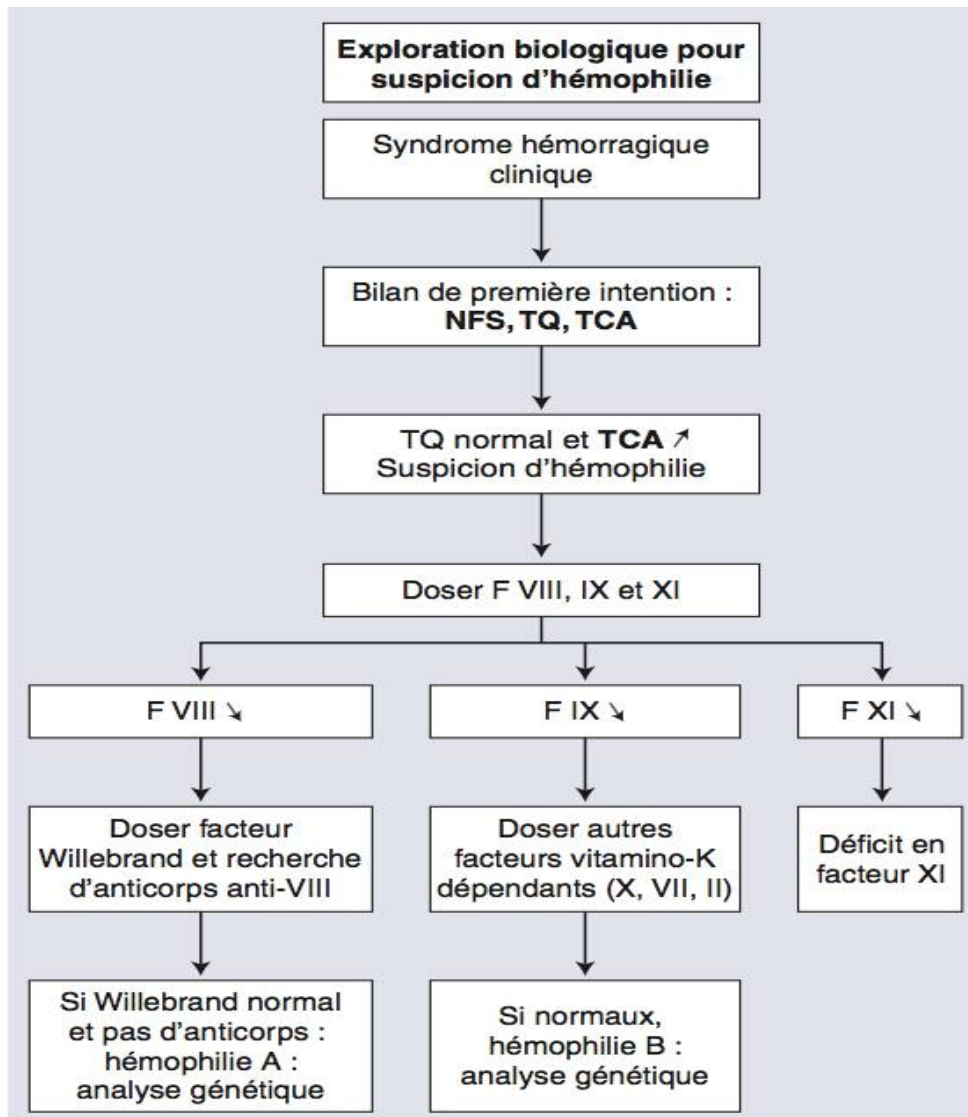 Exploration biologique pour
suspicion d'hémophilie
Syndrome hémorragique
clinique
Bilan de première intention :
NFS, TQ, TCA
TQ normal et TCA ↗
Suspicion d'hémophilie
Doser F VIII, IX et XI
F VIII ↘
F IX ↘
F XI ↘
Doser facteur
Willebrand et recherche
d'anticorps anti-VIII
Doser autres
facteurs vitamino-K
dépendants (X, VII, II)
Déficit en
facteur XI
Si Willebrand normal
et pas d'anticorps :
hémophilie A :
analyse génétique
Si normaux,
hémophilie B :
analyse génétique